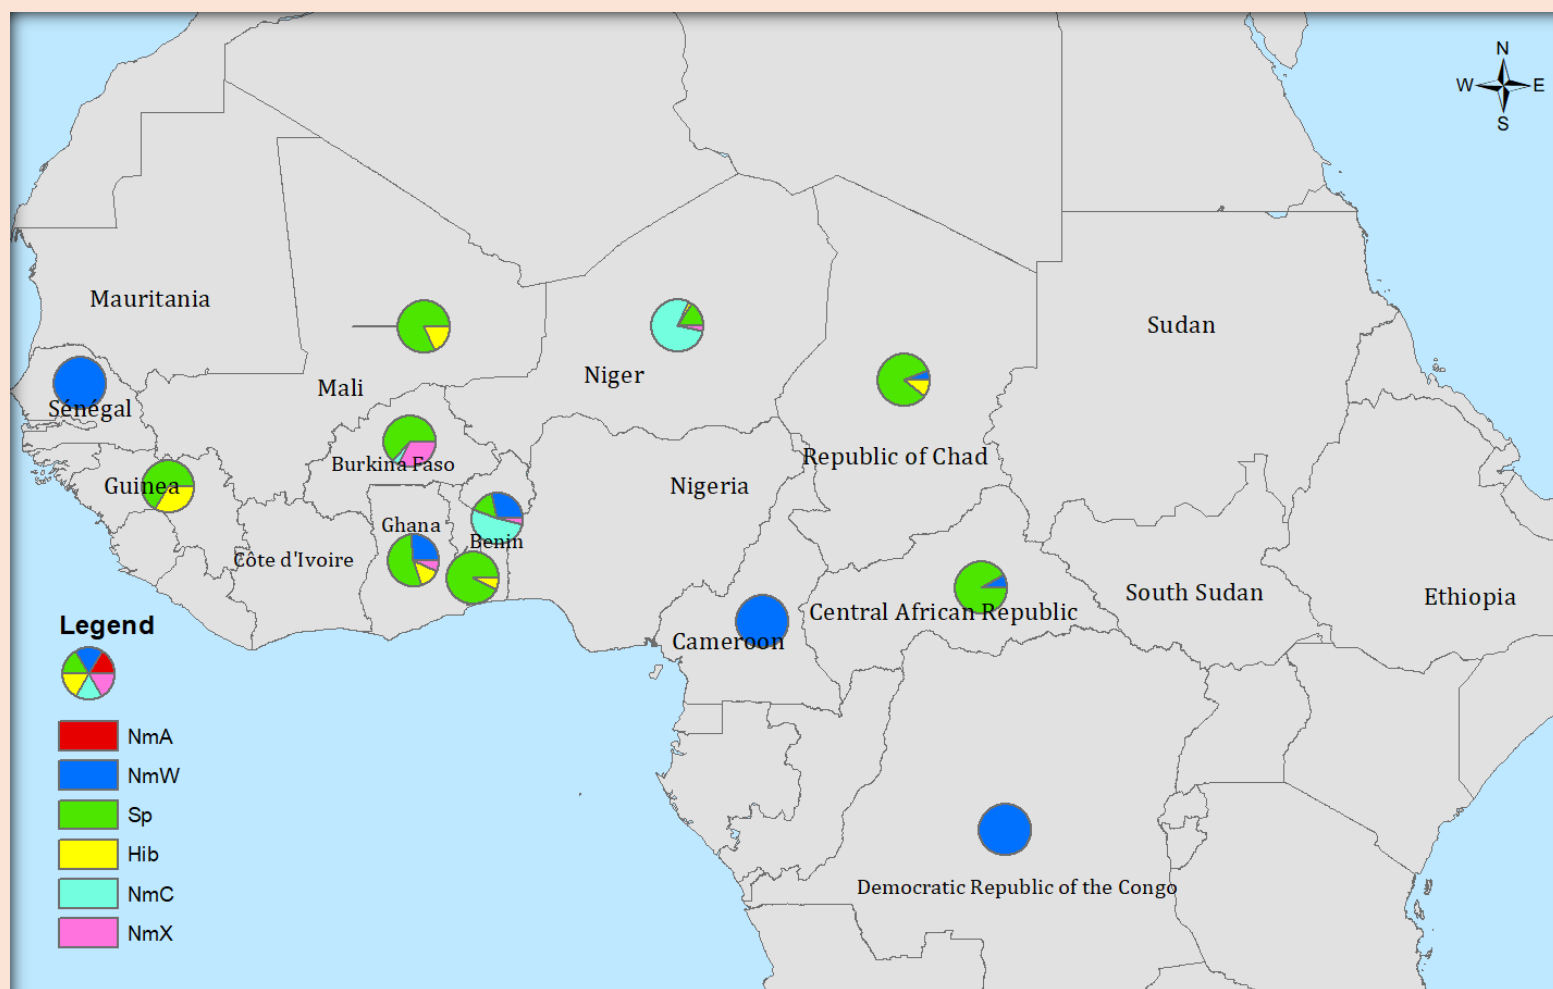 N
W E
S
Mauritania
Sudan
Niger
Mali
Sénégal
Republic of Chad
Burkina Faso
Guinea
Nigeria
Ghana
Benin
Côte d'Ivoire
South Sudan
Ethiopia
Central African Republic
Cameroon
Democratic Republic of the Congo
Legend
NmA
NmW
Sp
Hib
NmC
NmX